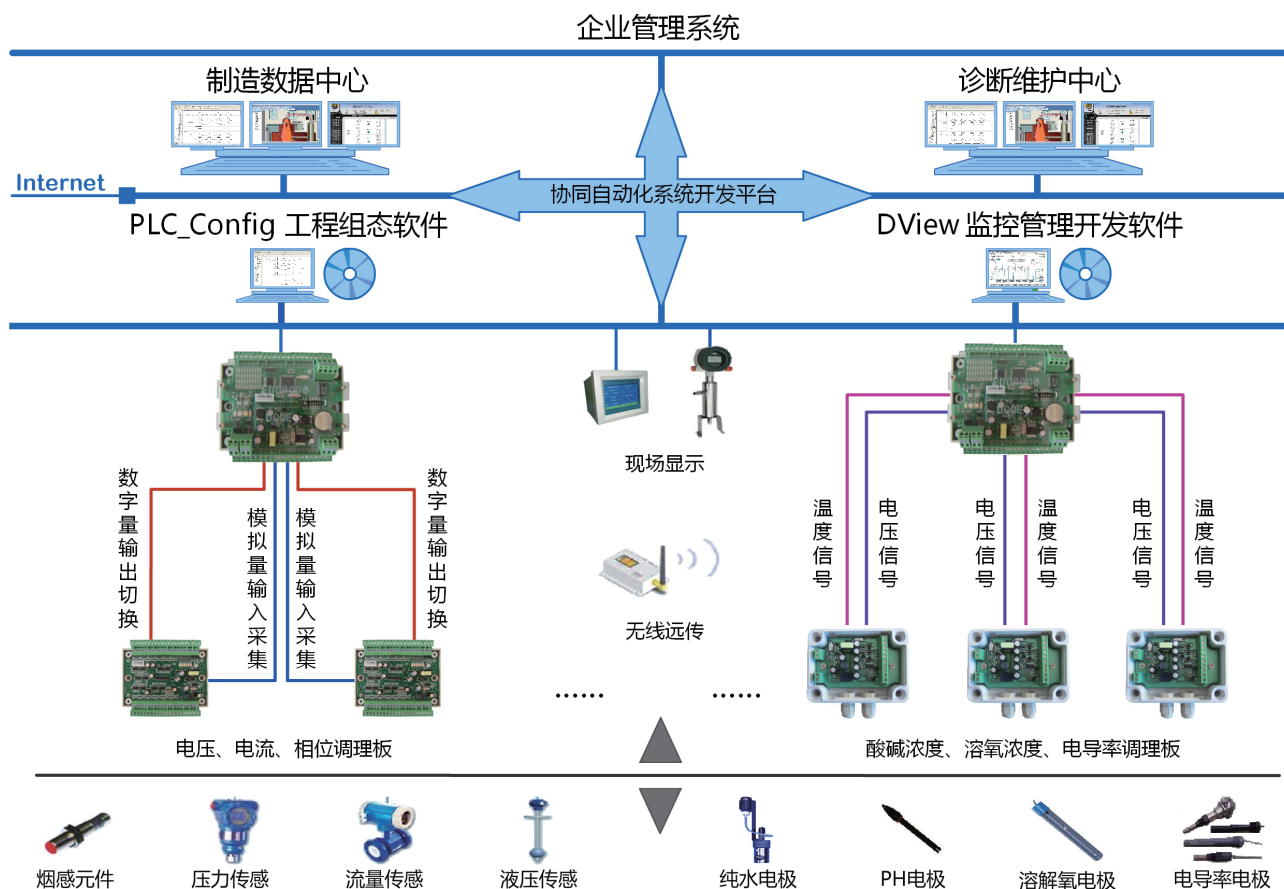 企业管理系统
制造数据中心
诊断维护中心
Internet
协同自动化系统开发平台
PLC_Config 工程组态软件
DView 监控管理开发软件
现场显示
数字量输出切换
模拟量输入采集
模拟量输入采集
数字量输出切换
温度信号
电压信号
电压信号
温度信号
电压信号
温度信号
无线远传
······
······
电压、电流、相位调理板
酸碱浓度、溶氧浓度、电导率调理板
烟感元件
压力传感
流量传感
液压传感
纯水电极
PH电极
溶解氧电极
电导率电极